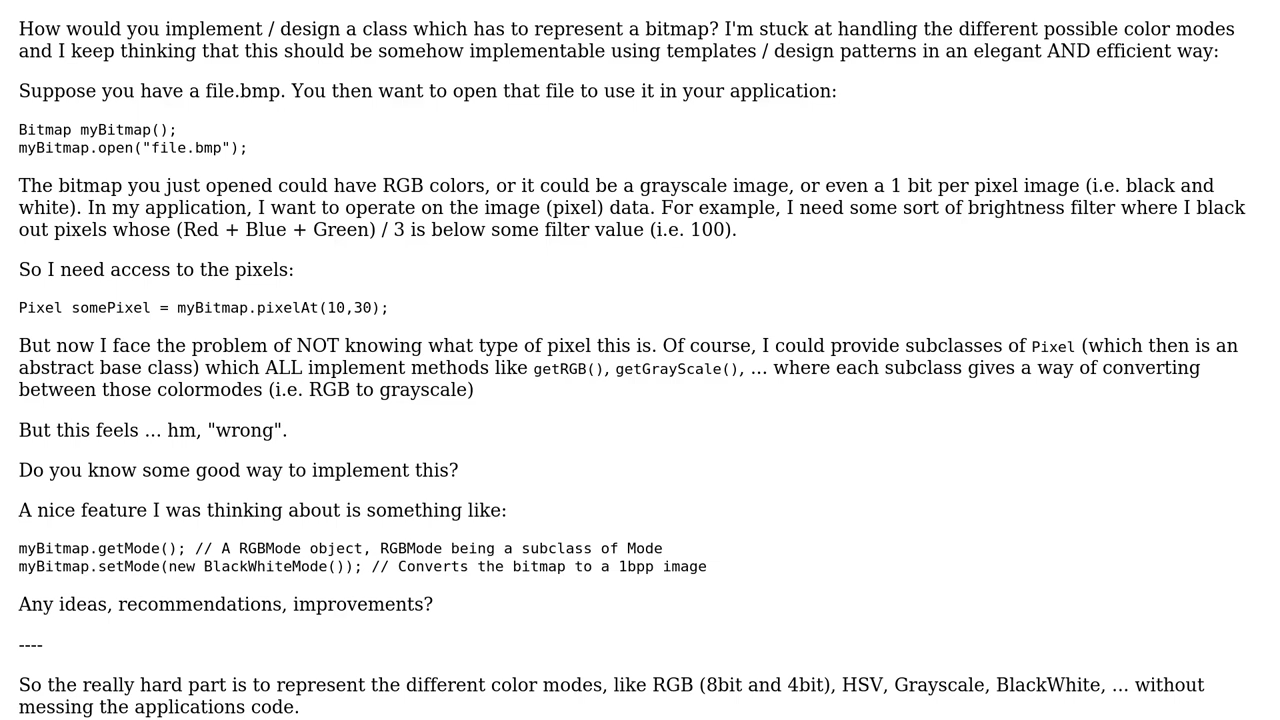 How would you implement / design a class which has to represent a bitmap? I'm stuck at handling the different possible color modes
and I keep thinking that this should be somehow implementable using templates / design patterns in an elegant AND efficient way:
Suppose you have a file.bmp. You then want to open that file to use it in your application:
Bitmap myBitmap();
myBitmap.open("file.bmp");
The bitmap you just opened could have RGB colors, or it could be a grayscale image, or even a 1 bit per pixel image (i.e. black and
white). In my application, I want to operate on the image (pixel) data. For example, I need some sort of brightness filter where I black
out pixels whose (Red + Blue + Green) / 3 is below some filter value (i.e. 100).
So I need access to the pixels:
Pixel somePixel = myBitmap.pixelAt(10,30);
But now I face the problem of NOT knowing what type of pixel this is. Of course, I could provide subclasses of Pixel (which then is an
abstract base class) which ALL implement methods like getRGB(), getGrayScale(), ... where each subclass gives a way of converting
between those colormodes (i.e. RGB to grayscale)
But this feels ... hm, "wrong".
Do you know some good way to implement this?
A nice feature I was thinking about is something like:
myBitmap.getMode(); // A RGBMode object, RGBMode being a subclass of Mode
myBitmap.setMode(new BlackWhiteMode()); // Converts the bitmap to a 1bpp image
Any ideas, recommendations, improvements?
----
So the really hard part is to represent the different color modes, like RGB (8bit and 4bit), HSV, Grayscale, BlackWhite, ... without
messing the applications code.